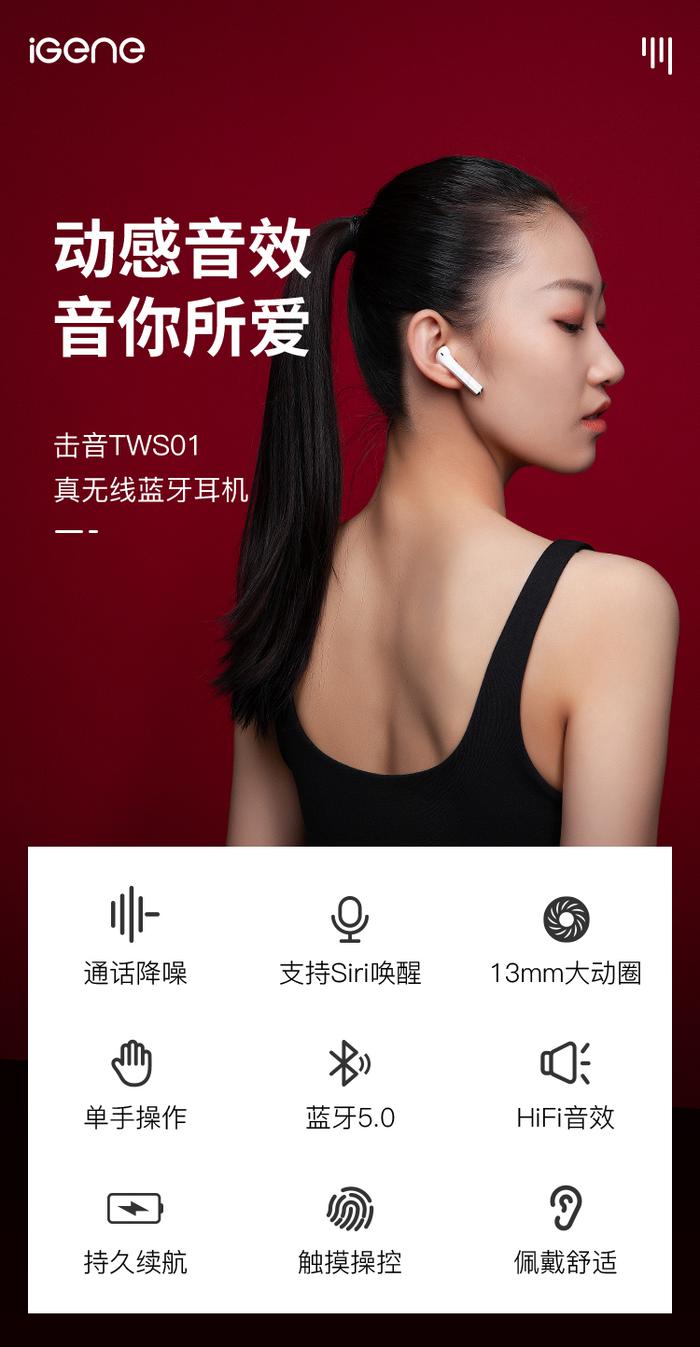 iGene
动感音效
音你所爱
击音TWS01
真无线蓝牙耳机
通话降噪
支持Siri唤醒
13mm大动圈
单手操作
蓝牙5.0
HiFi音效
持久续航
触摸操控
佩戴舒适